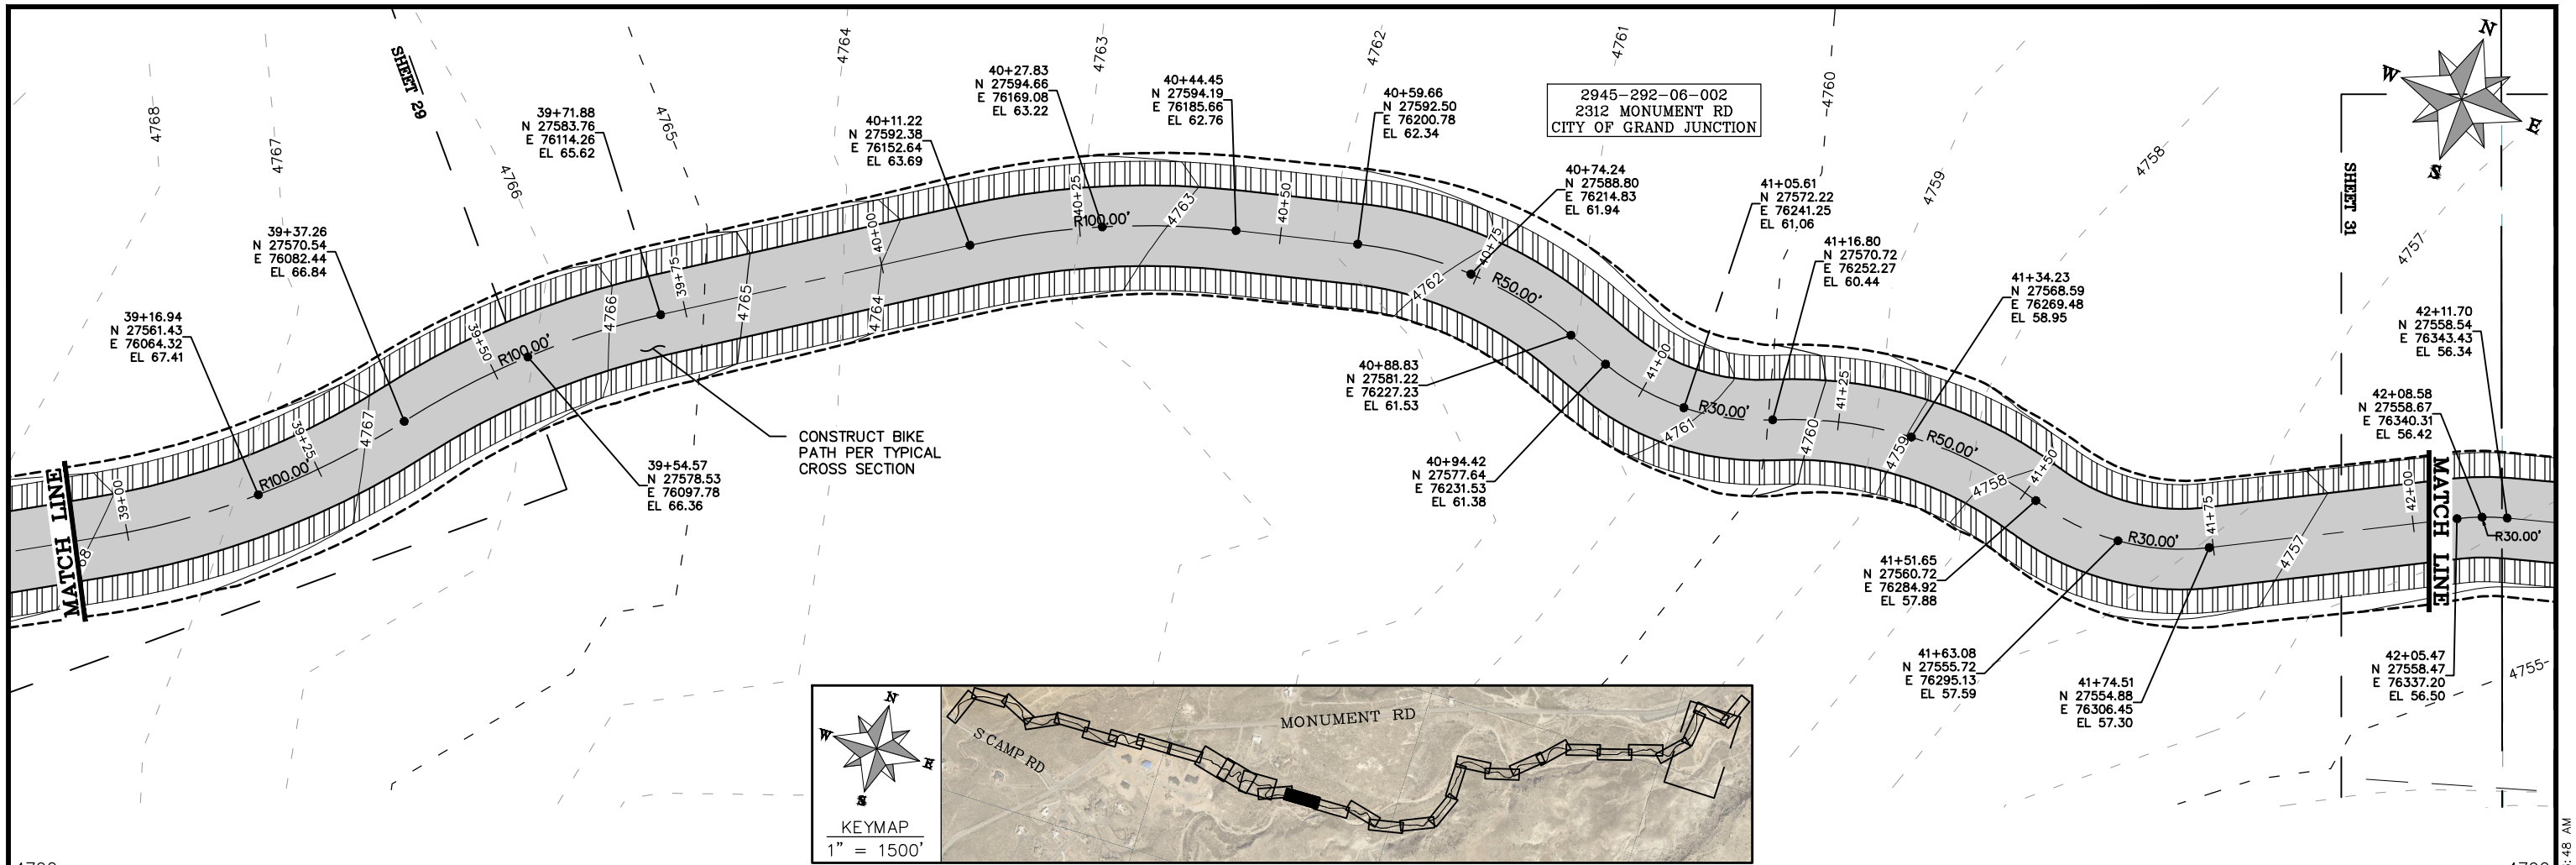 SHEET 29
4768
4767
4766
4765
4764
4763
4762
4761
4760
4759
4758
4757
4755
SHEET 31
N
W
E
S
39+16.94
N 27561.43
E 76064.32
EL 67.41
39+37.26
N 27570.54
E 76082.44
EL 66.84
39+71.88
N 27583.76
E 76114.26
EL 65.62
40+11.22
N 27592.38
E 76152.64
EL 63.69
40+27.83
N 27594.66
E 76169.08
EL 63.22
40+44.45
N 27594.19
E 76185.66
EL 62.76
40+59.66
N 27592.50
E 76200.78
EL 62.34
2945-292-06-002
2312 MONUMENT RD
CITY OF GRAND JUNCTION
40+74.24
N 27588.80
E 76214.83
EL 61.94
41+05.61
N 27572.22
E 76241.25
EL 61.06
41+16.80
N 27570.72
E 76252.27
EL 60.44
41+34.23
N 27568.59
E 76269.48
EL 58.95
42+11.70
N 27558.54
E 76343.43
EL 56.34
42+08.58
N 27558.67
E 76340.31
EL 56.42
MATCH LINE
68
39+00
R100.00'
39+25
4767
39+50
R100.00'
4766
39+75
4765
40+00
4764
40+25
R100.00'
4763
40+50
4762
40+75
R50.00'
41+00
4761
R30.00'
4760
41+25
4759
R50.00'
4758
41+50
R30.00'
41+75
4757
42+00
MATCH LINE
R30.00'
CONSTRUCT BIKE
PATH PER TYPICAL
CROSS SECTION
39+54.57
N 27578.53
E 76097.78
EL 66.36
40+88.83
N 27581.22
E 76227.23
EL 61.53
40+94.42
N 27577.64
E 76231.53
EL 61.38
41+51.65
N 27560.72
E 76284.92
EL 57.88
41+63.08
N 27555.72
E 76295.13
EL 57.59
41+74.51
N 27554.88
E 76306.45
EL 57.30
42+05.47
N 27558.47
E 76337.20
EL 56.50
N
W
E
S
KEYMAP
1" = 1500'
S CAMP RD
MONUMENT RD
:48 AM